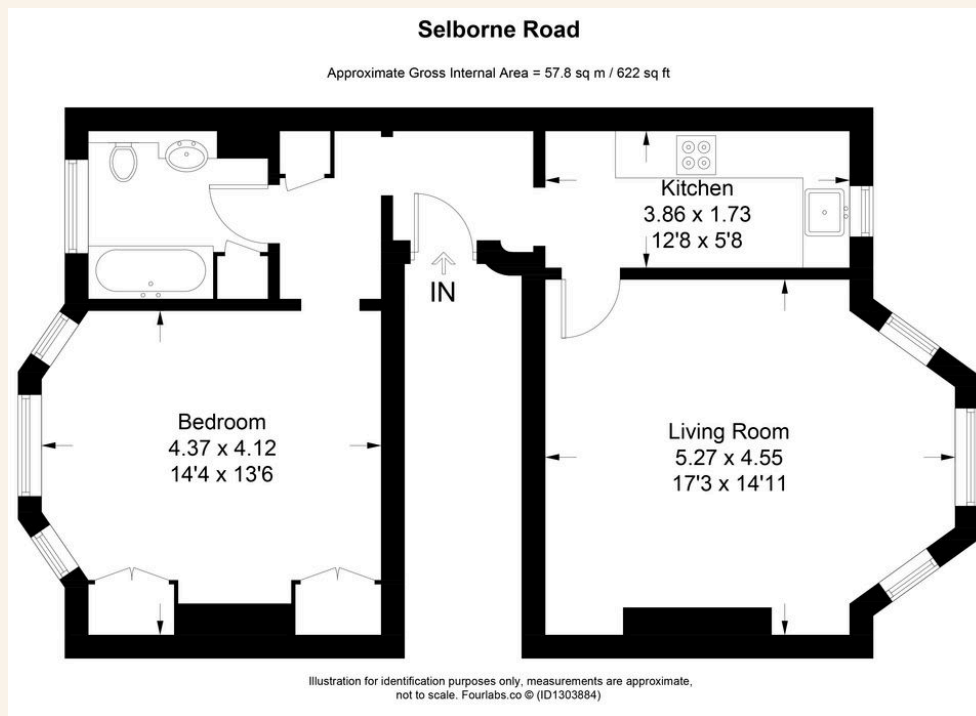 Selborne Road
Approximate Gross Internal Area = 57.8 sq m / 622 sq ft
Kitchen
3.86 x 1.73
12'8 x 5'8
IN
Bedroom
4.37 x 4.12
14'4 x 13'6
Living Room
5.27 x 4.55
17'3 x 14'11
Illustration for identification purposes only, measurements are approximate,
not to scale. Fourlabs.co © (ID1303884)